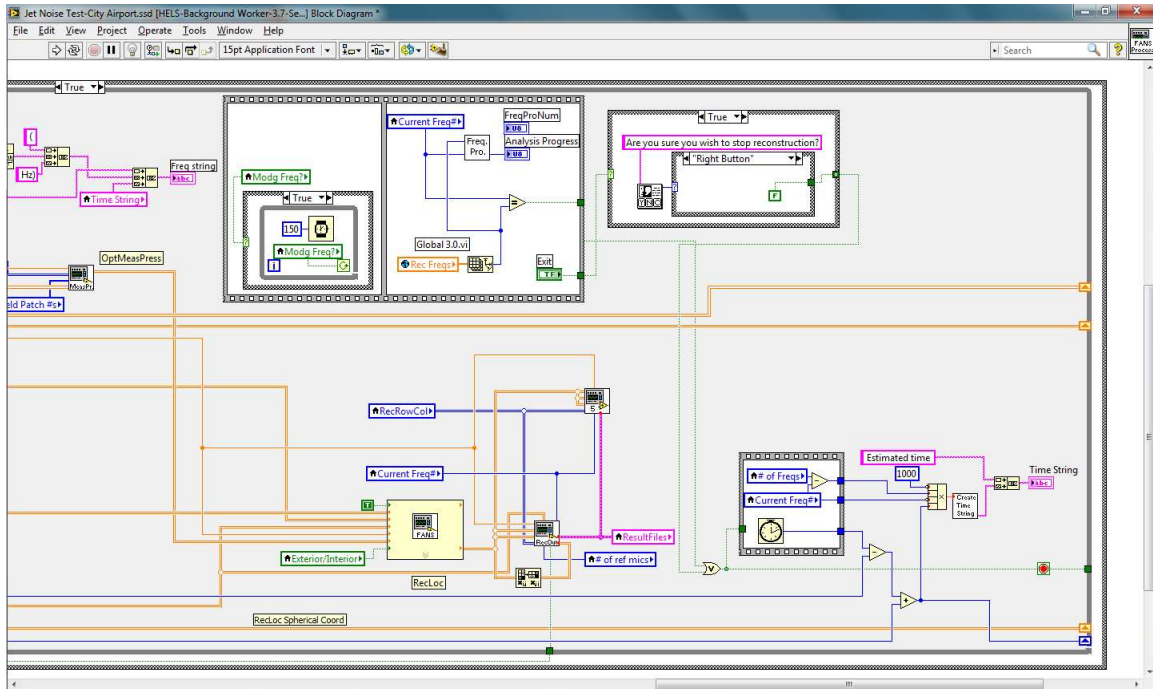 Jet Noise Test-City Airport.ssd [HELS-Background Worker-3.7-Se...] Block Diagram *
File Edit View Project Operate Tools Window Help
15pt Application Font
Search
FANS
True
(
Hz)
Freq string
abc
Time String
OptMeasPress
MeasPr
eld Patch #s
Modg Freq?
True
150
Modg Freq?
i
Current Freq#
Freq.
Pro.
FreqProNum
U8
Analysis Progress
U8
=
Global 3.0.vi
Rec Freqs
Exit
TF
True
Are you sure you wish to stop reconstruction?
"Right Button"
Y N C
F
RecRowCol
5
Current Freq#
T
FANS
Exterior/Interior
RecLoc
ResultFiles
# of ref mics
RecLoc Spherical Coord
Estimated time
1000
# of Freqs
Current Freq#
-
x
Create
Time
String
Time String
abc
V
-
+